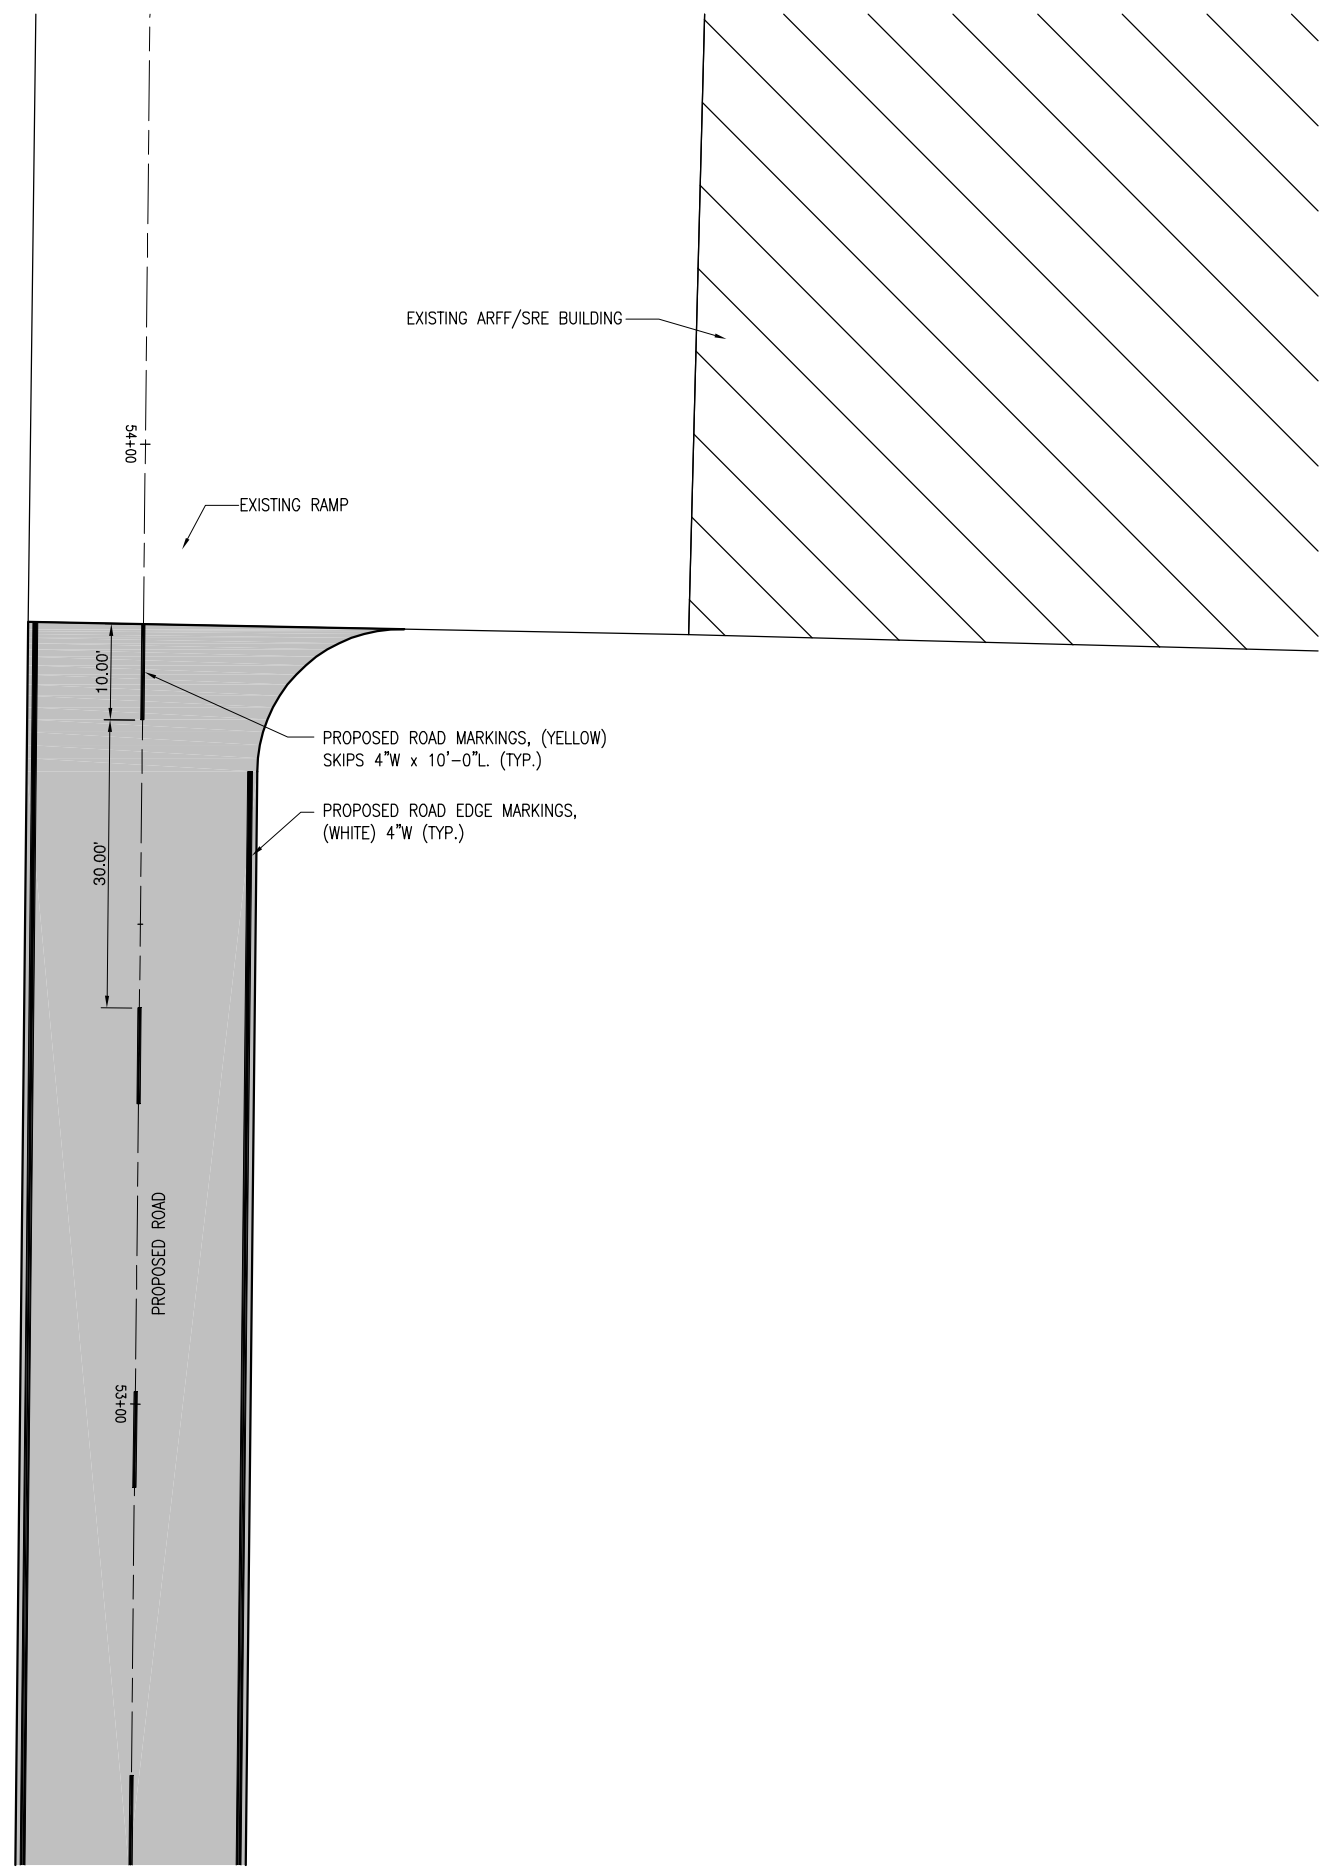 EXISTING ARFF/SRE BUILDING
54+00
EXISTING RAMP
10.00'
PROPOSED ROAD MARKINGS, (YELLOW)
SKIPS 4"W x 10'-0"L. (TYP.)
PROPOSED ROAD EDGE MARKINGS,
(WHITE) 4"W (TYP.)
30.00'
PROPOSED ROAD
53+00